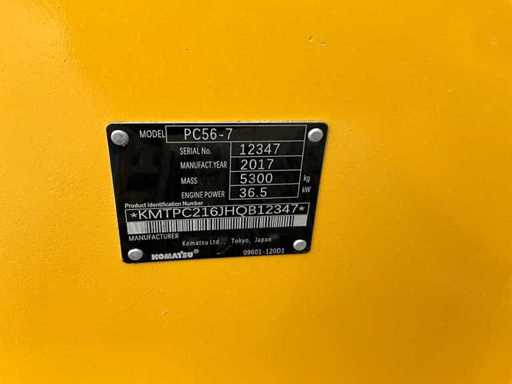 MODEL PC56-7
SERIAL No. 12347
MANUFACT.YEAR 2017
MASS 5300 kg
ENGINE POWER 36.5 kW
Product Identification Number
*KMTPC216JHQB12347*
MANUFACTURER
Komatsu Ltd., Tokyo, Japan
KOMATSU 09601-120D1